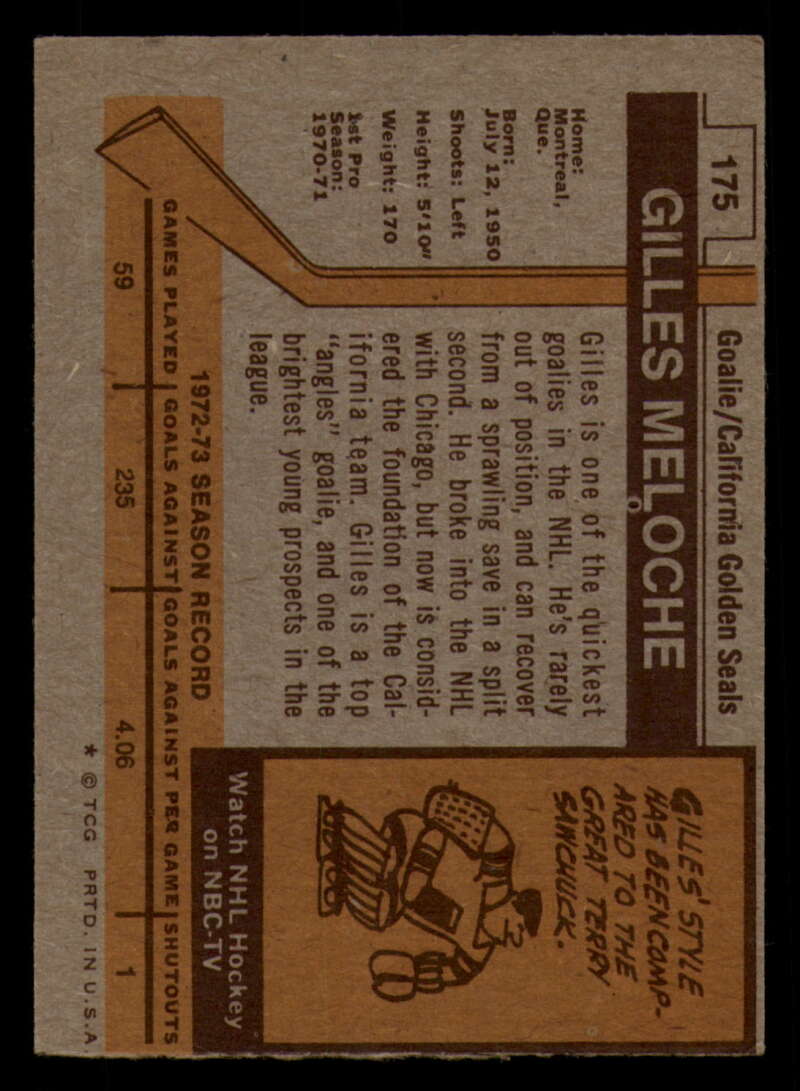 175
Goalie/California Golden Seals
GILLES MELOCHE
Home:
Montreal,
Que.
Born:
July 12, 1950
Shoots: Left
Height: 5'10"
Weight: 170
1st Pro
Season:
1970-71
Gilles is one of the quickest
goalies in the NHL. He's rarely
out of position, and can recover
from a sprawling save in a split
second. He broke into the NHL
with Chicago, but now is consid-
ered the foundation of the Cal-
ifornia team. Gilles is a top
"angles" goalie, and one of the
brightest young prospects in the
league.
GILLES' STYLE
HAS BEEN COMP-
ARED TO THE
GREAT TERRY
SAWCHUCK.
Watch NHL Hockey
on NBC-TV
1972-73 SEASON RECORD
GAMES PLAYED GOALS AGAINST GOALS AGAINST PER GAME SHUTOUTS
59 235 4.06 1
* © TCG PRTD. IN U.S.A.